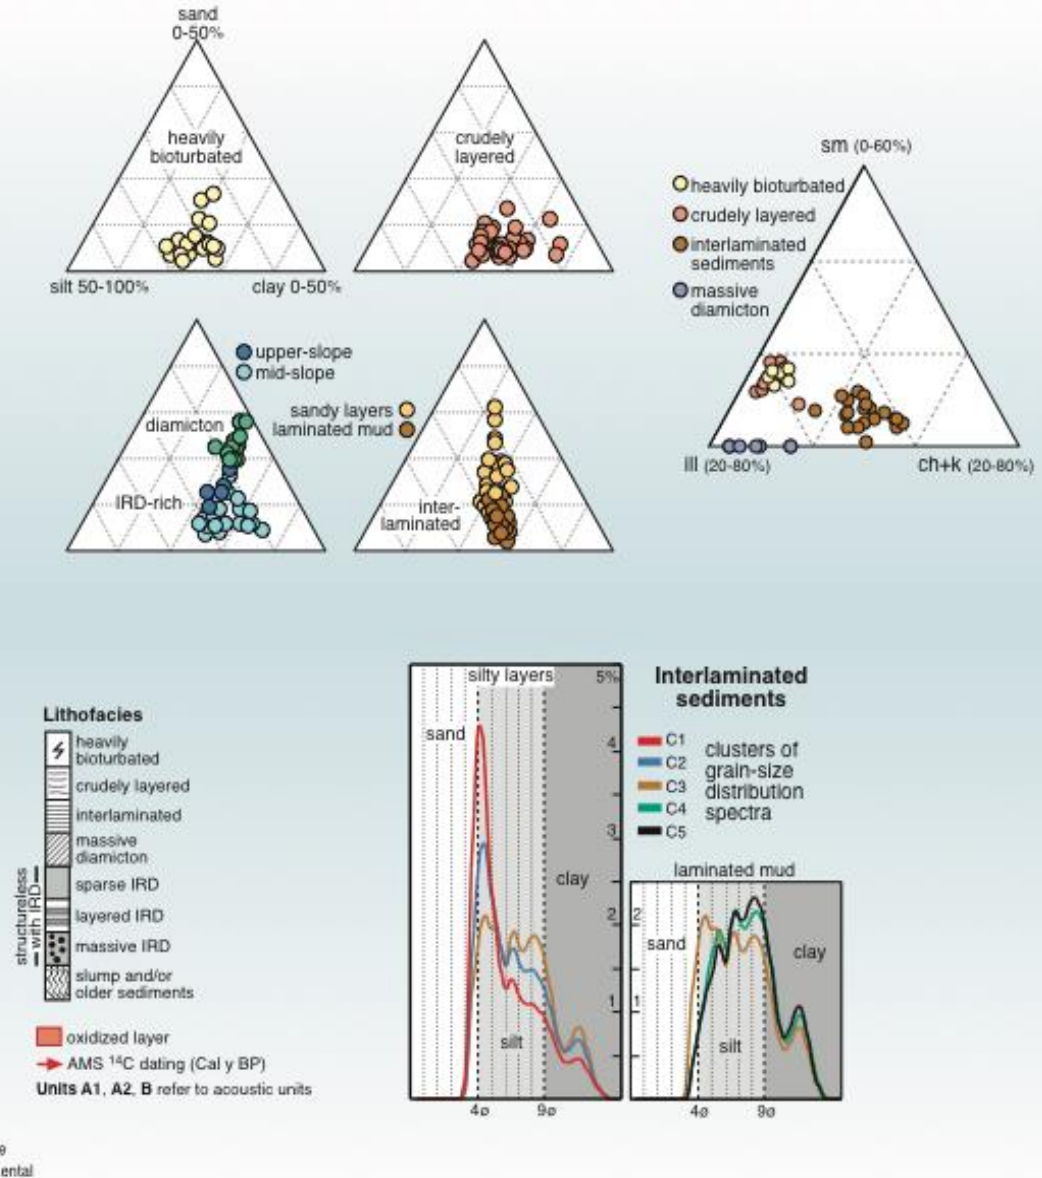 sand
0-50%
heavily
bioturbated
silt 50-100%
clay 0-50%
crudely
layered
sm (0-60%)
heavily bioturbated
crudely layered
interlaminated
sediments
massive
diamicton
ill (20-80%)
ch+k (20-80%)
upper-slope
mid-slope
diamicton
IRD-rich
sandy layers
laminated mud
inter-
laminated
Lithofacies
heavily
bioturbated
crudely layered
interlaminated
massive
diamicton
structureless
with IRD
sparse IRD
layered IRD
massive IRD
slump and/or
older sediments
oxidized layer
AMS 14C dating (Cal y BP)
Units A1, A2, B refer to acoustic units
silty layers
5%
sand
4
3
clay
2
1
silt
4ø
9ø
Interlaminated
sediments
C1
C2
C3
C4
C5
clusters of
grain-size
distribution
spectra
laminated mud
2
sand
clay
1
silt
4ø
9ø
ental